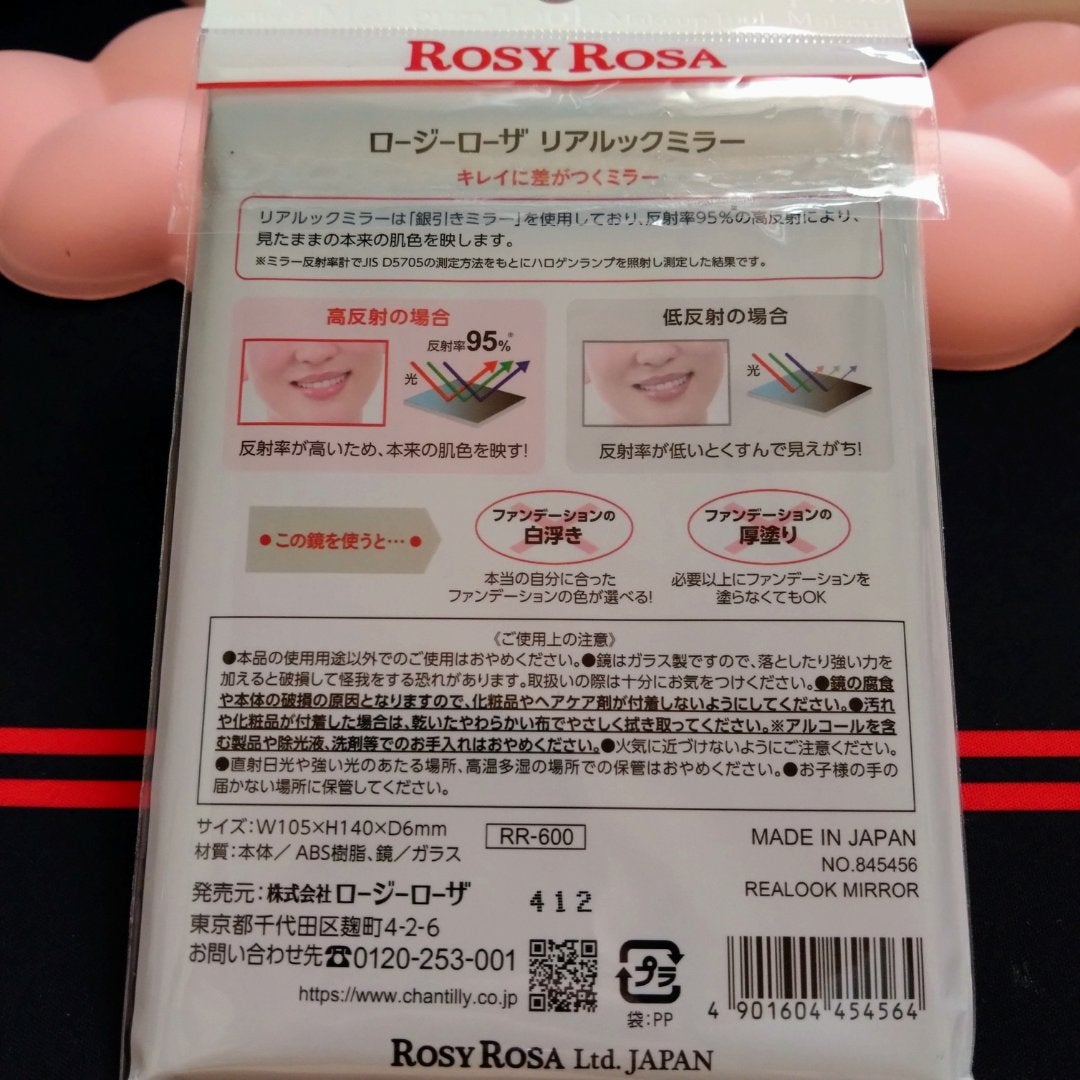 ROSY ROSA
ロージーローザ リアルックミラー
キレイに差がつくミラー
リアルックミラーは「銀引きミラー」を使用しており、反射率95%※の高反射により、
見たままの本来の肌色を映します。
※ミラー反射率計でJIS D5705の測定方法をもとにハロゲンランプを照射し測定した結果です。
高反射の場合
反射率95%※
光
反射率が高いため、本来の肌色を映す!
低反射の場合
光
反射率が低いとくすんで見えがち!
●この鏡を使うと…●
ファンデーションの
白浮き
本当の自分に合った
ファンデーションの色が選べる!
ファンデーションの
厚塗り
必要以上にファンデーションを
塗らなくてもOK
《ご使用上の注意》
●本品の使用用途以外でのご使用はおやめください。●鏡はガラス製ですので、落としたり強い力を
加えると破損して怪我をする恐れがあります。取扱いの際は十分にお気をつけください。●鏡の腐食
や本体の破損の原因となりますので、化粧品やヘアケア剤が付着しないようにしてください。●汚れ
や化粧品が付着した場合は、乾いたやわらかい布でやさしく拭き取ってください。※アルコールを含
む製品や除光液、洗剤等でのお手入れはおやめください。●火気に近づけないようにご注意ください。
●直射日光や強い光のあたる場所、高温多湿の場所での保管はおやめください。●お子様の手の
届かない場所に保管してください。
サイズ:W105×H140×D6mm
材質:本体/ABS樹脂、鏡/ガラス
RR-600
MADE IN JAPAN
NO.845456
REALOOK MIRROR
発売元:株式会社ロージーローザ
東京都千代田区麹町4-2-6
お問い合わせ先☎0120-253-001
https://www.chantilly.co.jp
412
プラ
袋:PP
4 901604 454564
ROSY ROSA Ltd. JAPAN